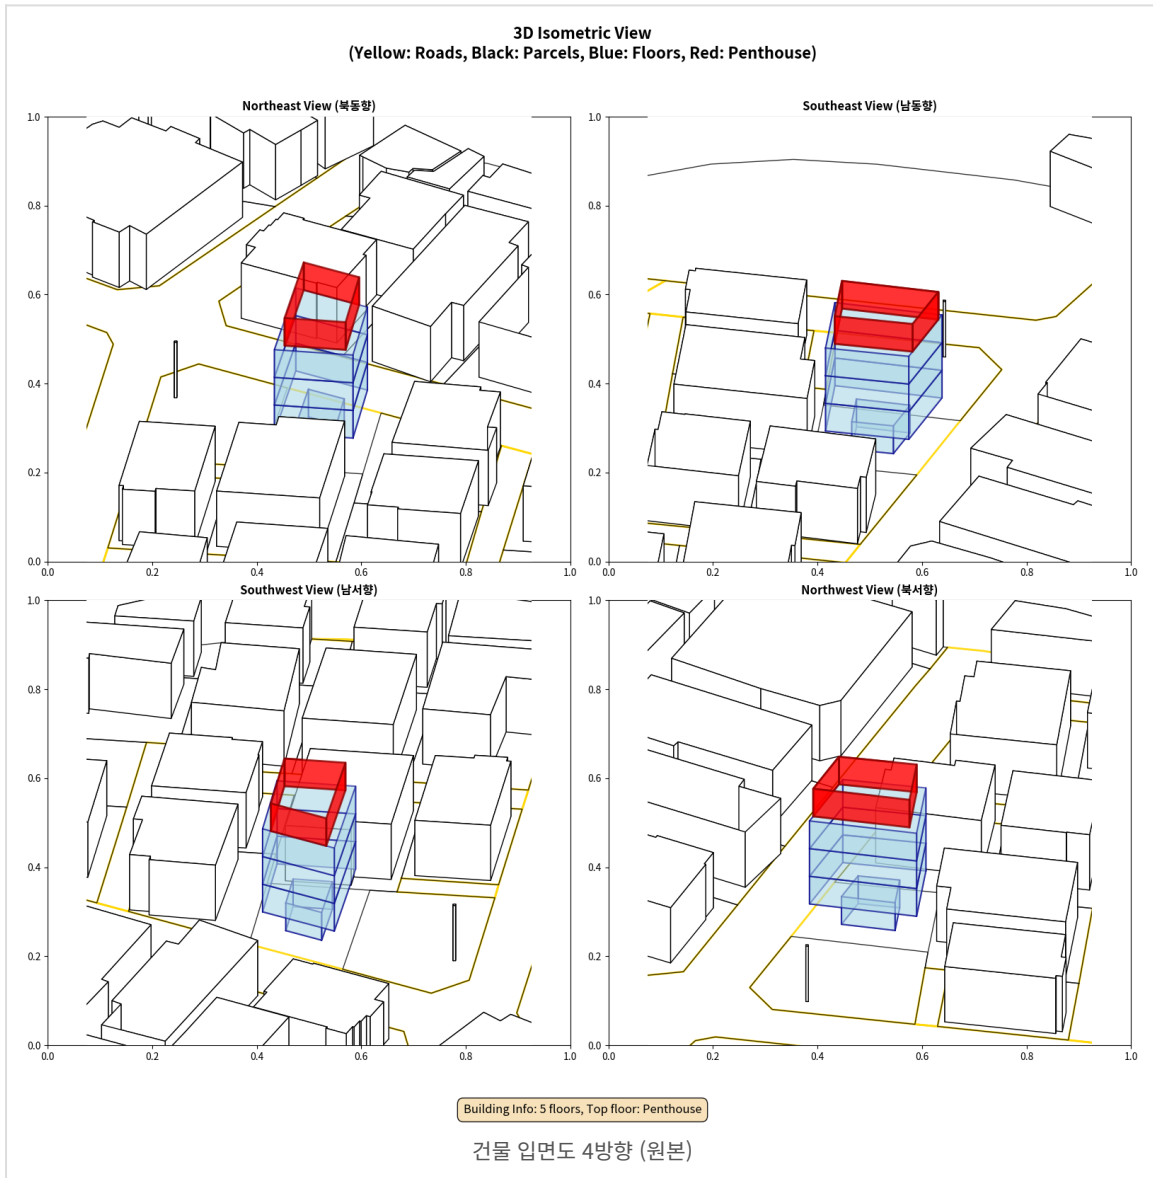 3D Isometric View
(Yellow: Roads, Black: Parcels, Blue: Floors, Red: Penthouse)
Northeast View (북동향)
1.0
0.8
0.6
0.4
0.2
0.0
0.0 0.2 0.4 0.6 0.8 1.0
Southeast View (남동향)
1.0
0.8
0.6
0.4
0.2
0.0
0.0 0.2 0.4 0.6 0.8 1.0
Southwest View (남서향)
1.0
0.8
0.6
0.4
0.2
0.0
0.0 0.2 0.4 0.6 0.8 1.0
Northwest View (북서향)
1.0
0.8
0.6
0.4
0.2
0.0
0.0 0.2 0.4 0.6 0.8 1.0
Building Info: 5 floors, Top floor: Penthouse
건물 입면도 4방향 (원본)